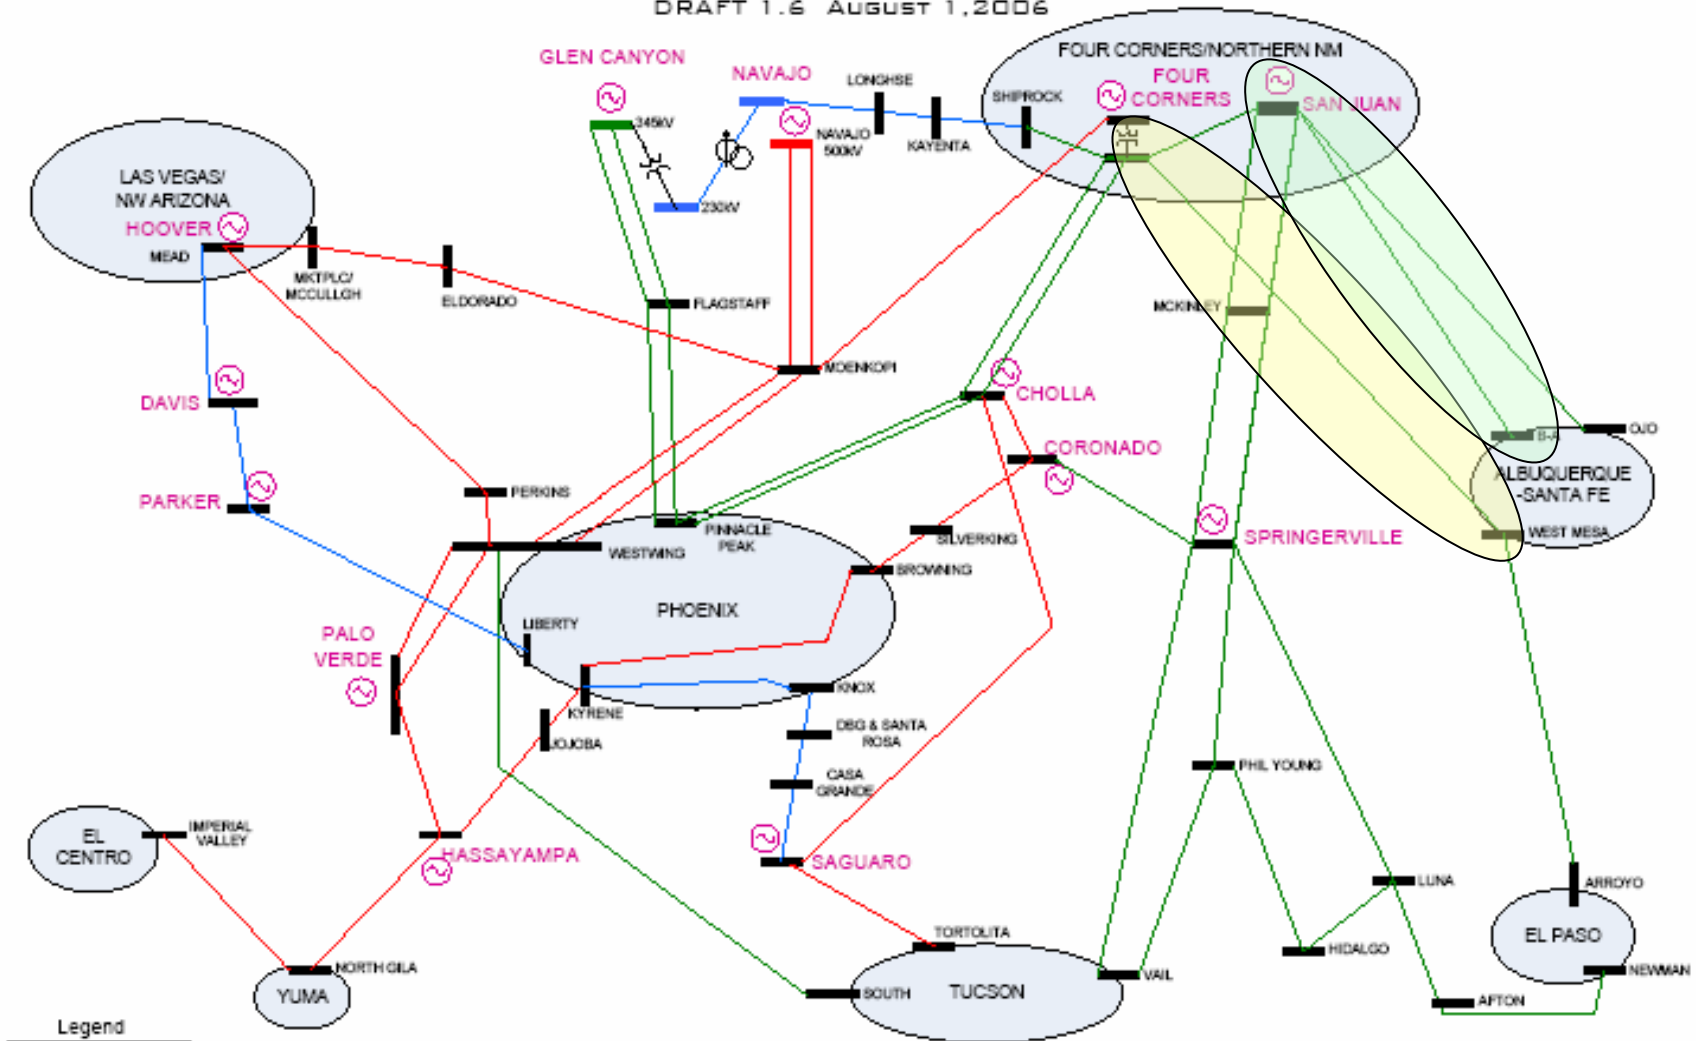 DRAFT 1.6 AUGUST 1,2006
GLEN CANYON
NAVAJO
LONGHSE
FOUR CORNERS/NORTHERN NM
FOUR
CORNERS
SHIPROCK
SAN JUAN
345kV
NAVAJO
500kV
KAYENTA
230kV
LAS VEGAS/
NW ARIZONA
HOOVER
MEAD
MKTPLC/
MCCULLGH
ELDORADO
FLAGSTAFF
MCKINLEY
MOENKOPI
DAVIS
CHOLLA
CORONADO
B-A
OJO
ALBUQUERQUE
-SANTA FE
WEST MESA
PARKER
PERKINS
PINNACLE
PEAK
WESTWING
SILVERKING
BROWNING
SPRINGERVILLE
PHOENIX
LIBERTY
PALO
VERDE
KYRENE
KNOX
JOJOBA
DBG & SANTA
ROSA
CASA
GRANDE
PHIL YOUNG
EL
CENTRO
IMPERIAL
VALLEY
HASSAYAMPA
SAGUARO
LUNA
ARROYO
TORTOLITA
EL PASO
HIDALGO
NORTH GILA
YUMA
SOUTH
TUCSON
VAIL
NEWMAN
AFTON
Legend